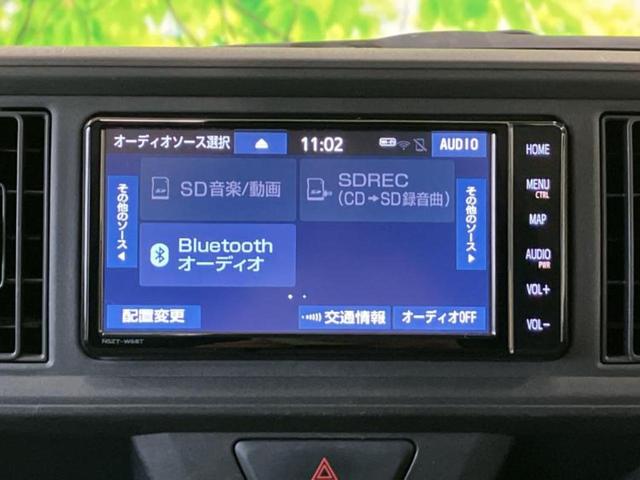 オーディオソース選択
11:02
AUDIO
HOME
MENU
CTRL
MAP
AUDIO
PWR
VOL+
VOL-
その他のソース
SD音楽/動画
SDREC
(CD→SD録音曲)
その他のソース
Bluetooth
オーディオ
配置変更
交通情報
オーディオOFF
NSZT-W68T